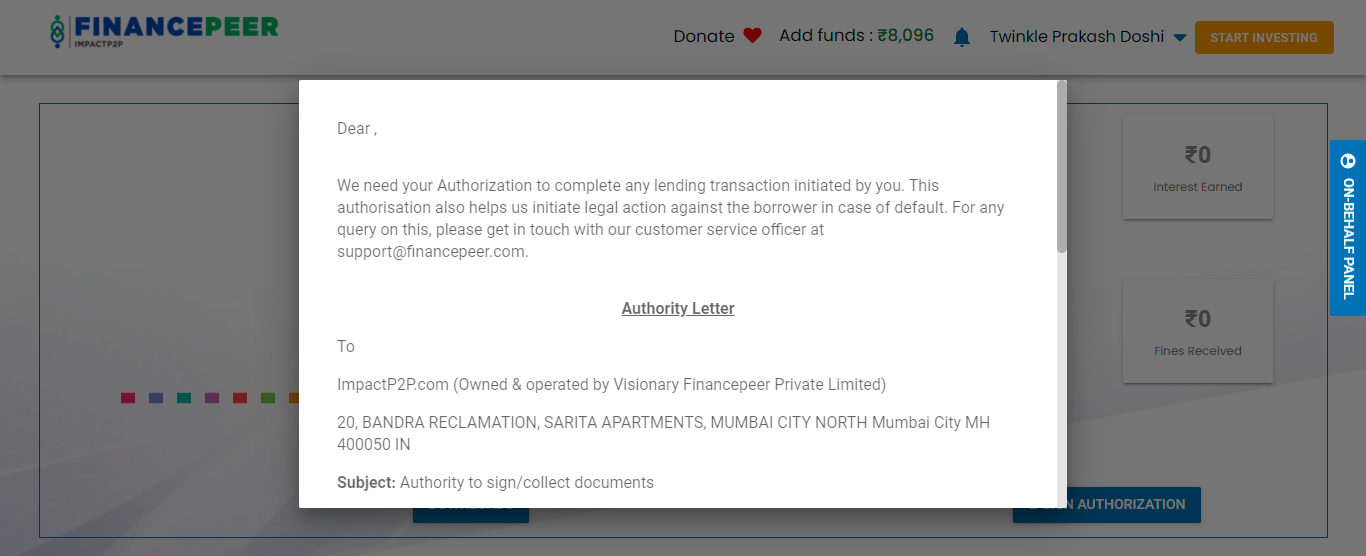 FINANCEPEER
IMPACTP2P
Donate Add funds : ₹8,096 Twinkle Prakash Doshi START INVESTING
Dear ,
We need your Authorization to complete any lending transaction initiated by you. This
authorisation also helps us initiate legal action against the borrower in case of default. For any
query on this, please get in touch with our customer service officer at
support@financepeer.com.
Authority Letter
To
ImpactP2P.com (Owned & operated by Visionary Financepeer Private Limited)
20, BANDRA RECLAMATION, SARITA APARTMENTS, MUMBAI CITY NORTH Mumbai City MH
400050 IN
Subject: Authority to sign/collect documents
₹0
Interest Earned
₹0
Fines Received
ON-BEHALF PANEL
AUTHORIZATION